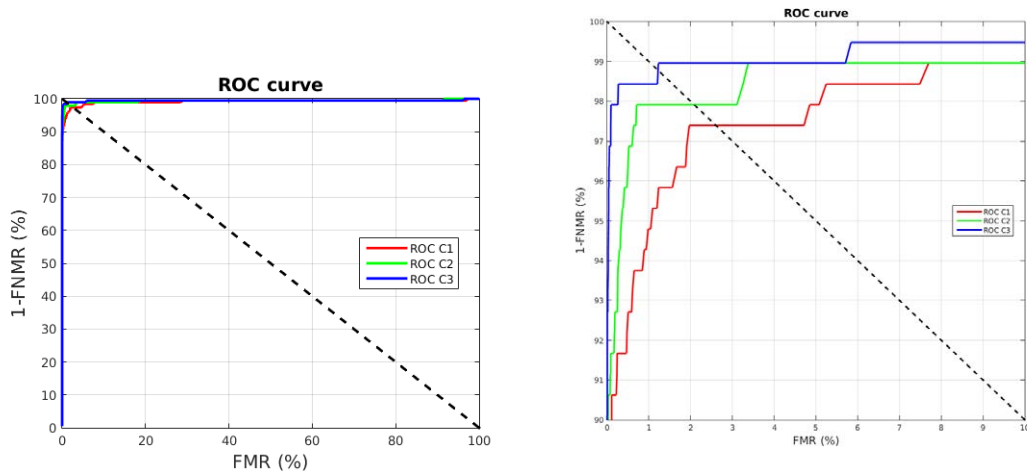 ROC curve
1-FNMR (%)
100
90
80
70
60
50
40
30
20
10
0
ROC C1
ROC C2
ROC C3
0 20 40 60 80 100
FMR (%)
ROC curve
1-FNMR (%)
100
99
98
97
96
95
94
93
92
91
90
ROC C1
ROC C2
ROC C3
0 1 2 3 4 5 6 7 8 9 10
FMR (%)